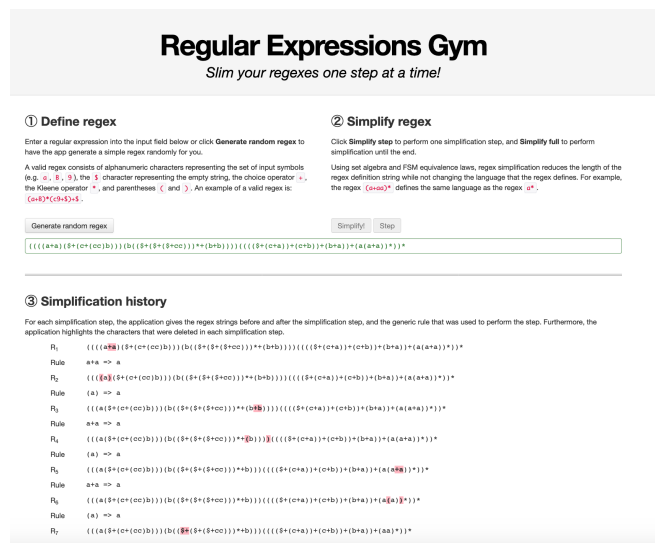 Regular Expressions Gym
Slim your regexes one step at a time!
① Define regex
Enter a regular expression into the input field below or click Generate random regex to
have the app generate a simple regex randomly for you.
A valid regex consists of alphanumeric characters representing the set of input symbols
(e.g. a, B, 9), the $ character representing the empty string, the choice operator +,
the Kleene operator *, and parentheses ( and ). An example of a valid regex is:
(a+B)*(c9+$)+$.
② Simplify regex
Click Simplify step to perform one simplification step, and Simplify full to perform
simplification until the end.
Using set algebra and FSM equivalence laws, regex simplification reduces the length of the
regex definition string while not changing the language that the regex defines. For example,
the regex (a+aa)* defines the same language as the regex a*.
Generate random regex
Simplify! Step
((((a+a)($+(c+(cc)b)))(b(($+($+($+cc)))*+(b+b))))(((($+(c+a))+(c+b))+(b+a))+(a(a+a))*))*
③ Simplification history
For each simplification step, the application gives the regex strings before and after the simplification step, and the generic rule that was used to perform the step. Furthermore, the
application highlights the characters that were deleted in each simplification step.
R1 ((((a+a)($+(c+(cc)b)))(b(($+($+($+cc)))*+(b+b))))(((($+(c+a))+(c+b))+(b+a))+(a(a+a))*))*
Rule a+a => a
R2 ((((a)($+(c+(cc)b)))(b(($+($+($+cc)))*+(b+b))))(((($+(c+a))+(c+b))+(b+a))+(a(a+a))*))*
Rule (a) => a
R3 (((a($+(c+(cc)b)))(b(($+($+($+cc)))*+(b+b))))(((($+(c+a))+(c+b))+(b+a))+(a(a+a))*))*
Rule a+a => a
R4 (((a($+(c+(cc)b)))(b(($+($+($+cc)))*+(b))))(((($+(c+a))+(c+b))+(b+a))+(a(a+a))*))*
Rule (a) => a
R5 (((a($+(c+(cc)b)))(b(($+($+($+cc)))*+b)))(((($+(c+a))+(c+b))+(b+a))+(a(a+a))*))*
Rule a+a => a
R6 (((a($+(c+(cc)b)))(b(($+($+($+cc)))*+b)))(((($+(c+a))+(c+b))+(b+a))+(a(a))*))*
Rule (a) => a
R7 (((a($+(c+(cc)b)))(b(($+($+($+cc)))*+b)))(((($+(c+a))+(c+b))+(b+a))+(aa)*))*